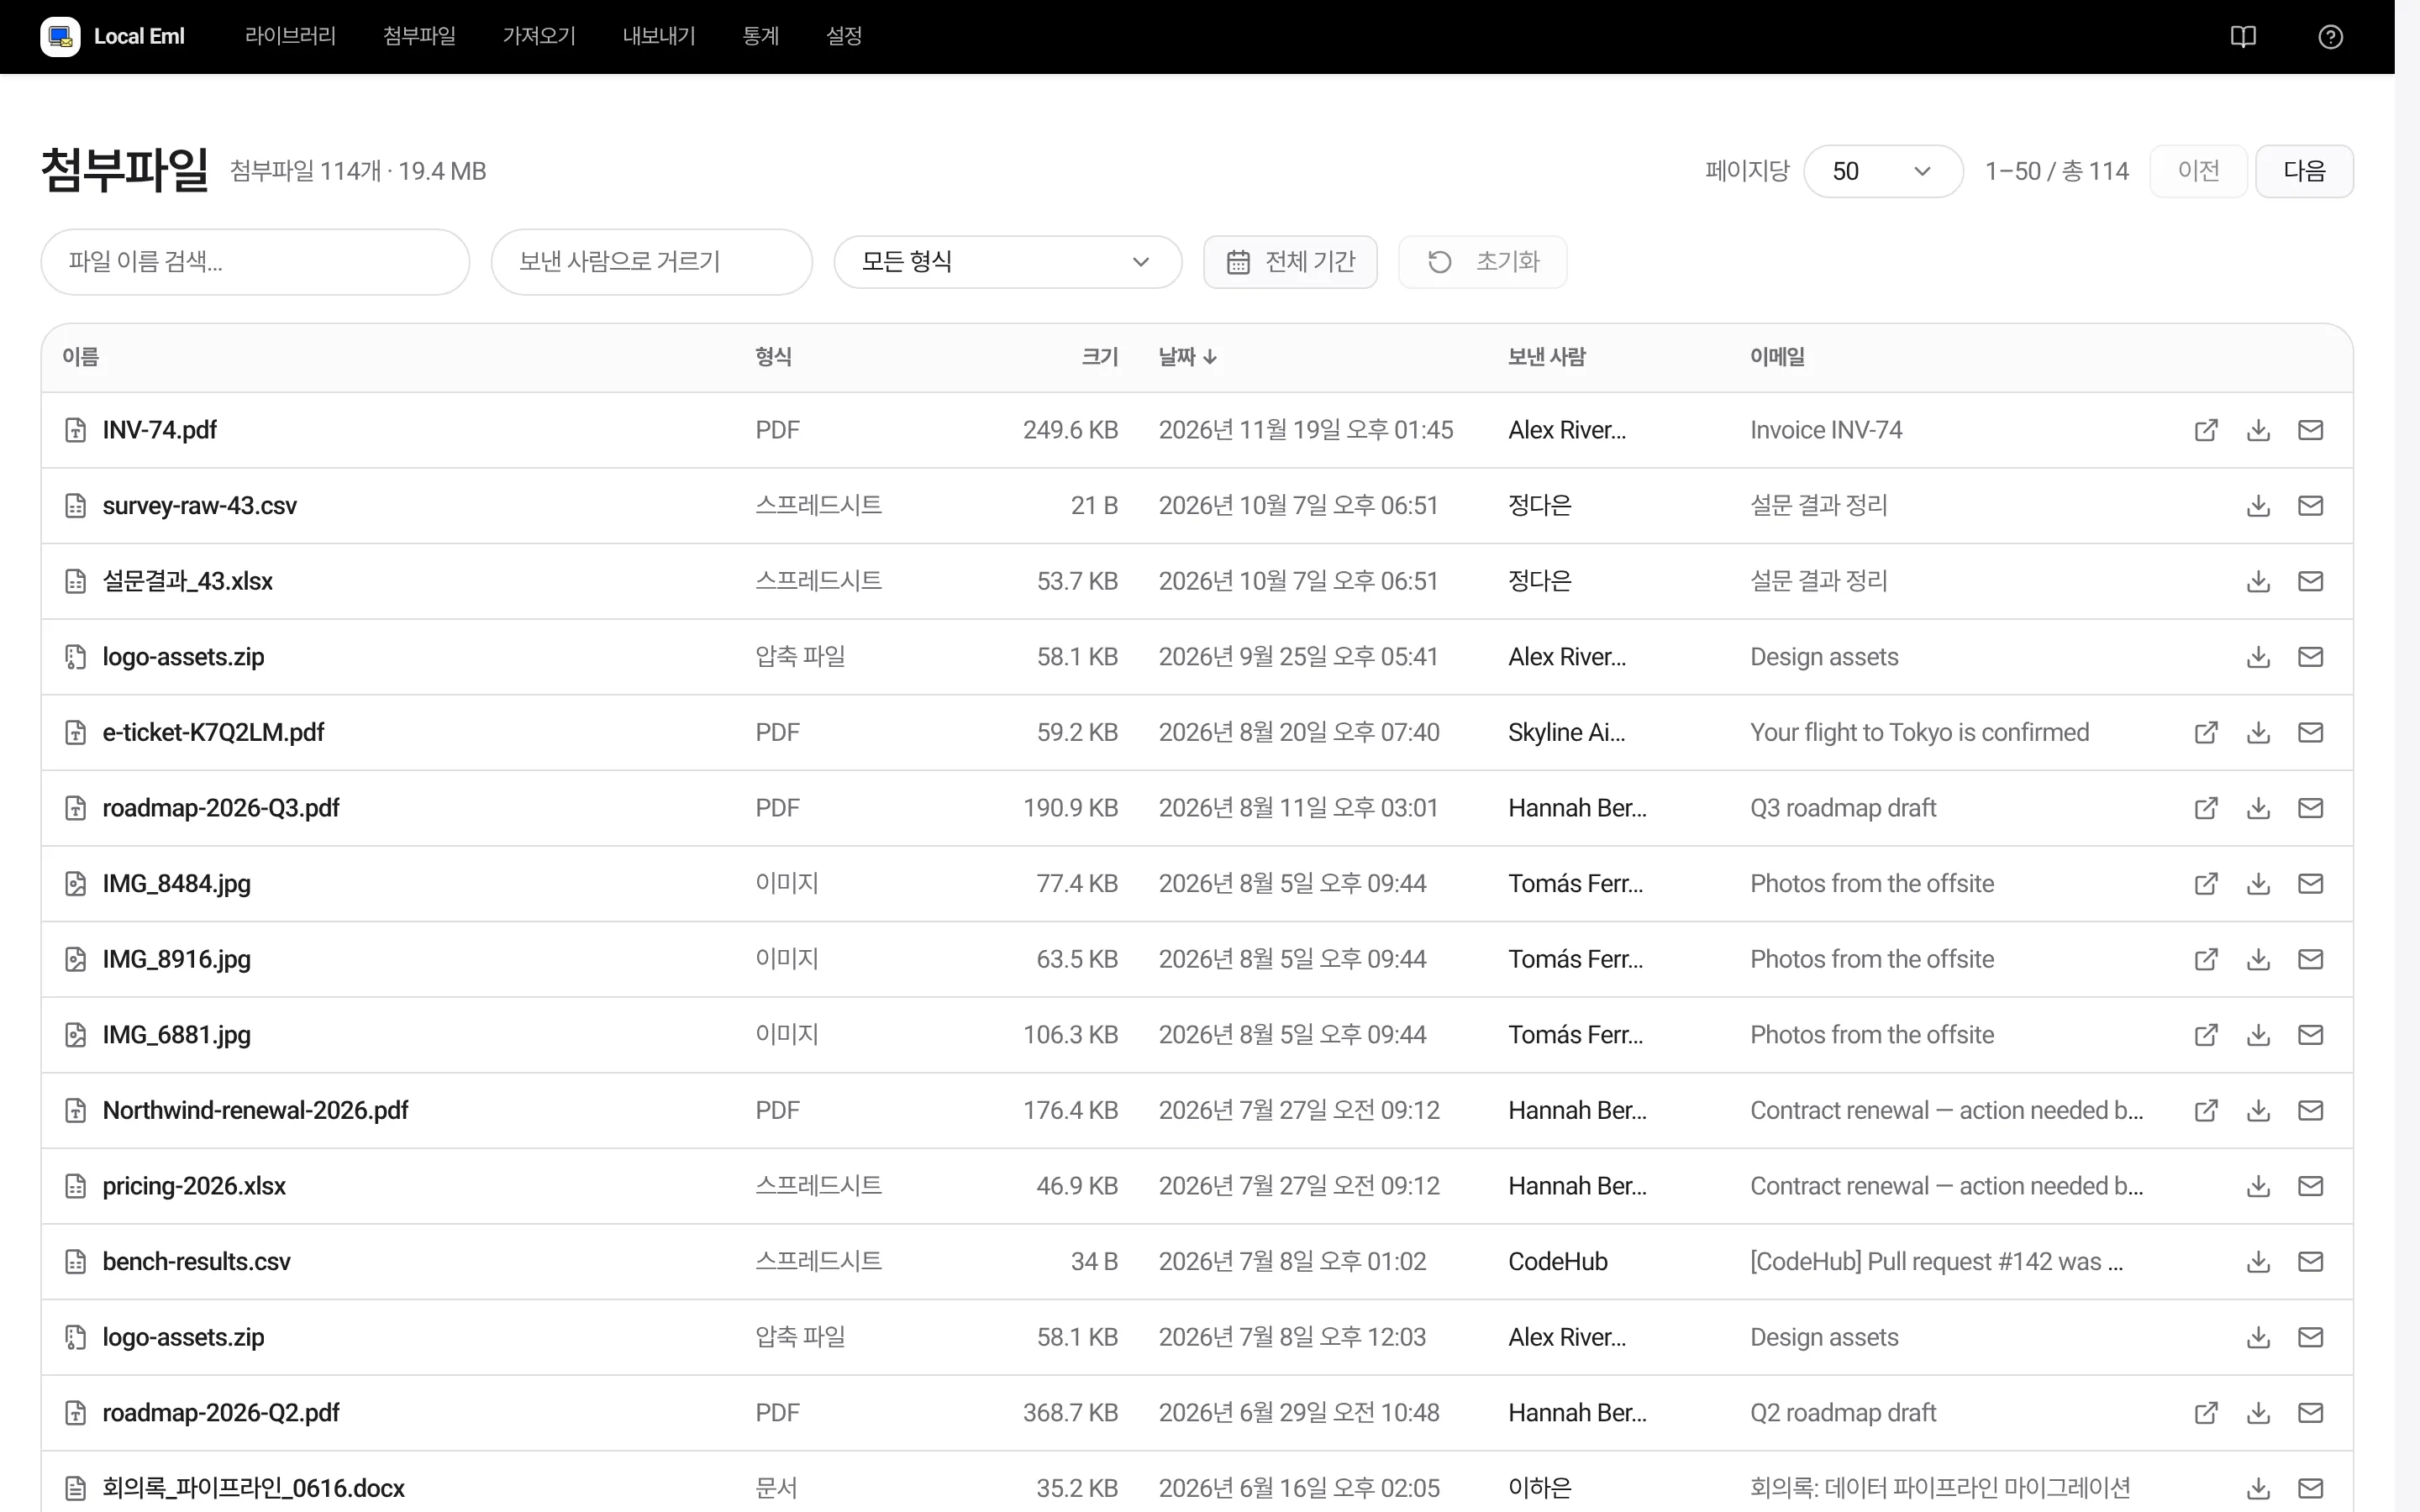 Local Eml 라이브러리 첨부파일 가져오기 내보내기 통계 설정
첨부파일 첨부파일 114개 · 19.4 MB 페이지당 50 1–50 / 총 114 이전 다음
파일 이름 검색... 보낸 사람으로 거르기 모든 형식 전체 기간 초기화
이름 형식 크기 날짜 ↓ 보낸 사람 이메일
INV-74.pdf PDF 249.6 KB 2026년 11월 19일 오후 01:45 Alex River... Invoice INV-74
survey-raw-43.csv 스프레드시트 21 B 2026년 10월 7일 오후 06:51 정다은 설문 결과 정리
설문결과_43.xlsx 스프레드시트 53.7 KB 2026년 10월 7일 오후 06:51 정다은 설문 결과 정리
logo-assets.zip 압축 파일 58.1 KB 2026년 9월 25일 오후 05:41 Alex River... Design assets
e-ticket-K7Q2LM.pdf PDF 59.2 KB 2026년 8월 20일 오후 07:40 Skyline Ai... Your flight to Tokyo is confirmed
roadmap-2026-Q3.pdf PDF 190.9 KB 2026년 8월 11일 오후 03:01 Hannah Ber... Q3 roadmap draft
IMG_8484.jpg 이미지 77.4 KB 2026년 8월 5일 오후 09:44 Tomás Ferr... Photos from the offsite
IMG_8916.jpg 이미지 63.5 KB 2026년 8월 5일 오후 09:44 Tomás Ferr... Photos from the offsite
IMG_6881.jpg 이미지 106.3 KB 2026년 8월 5일 오후 09:44 Tomás Ferr... Photos from the offsite
Northwind-renewal-2026.pdf PDF 176.4 KB 2026년 7월 27일 오전 09:12 Hannah Ber... Contract renewal — action needed b...
pricing-2026.xlsx 스프레드시트 46.9 KB 2026년 7월 27일 오전 09:12 Hannah Ber... Contract renewal — action needed b...
bench-results.csv 스프레드시트 34 B 2026년 7월 8일 오후 01:02 CodeHub [CodeHub] Pull request #142 was ...
logo-assets.zip 압축 파일 58.1 KB 2026년 7월 8일 오후 12:03 Alex River... Design assets
roadmap-2026-Q2.pdf PDF 368.7 KB 2026년 6월 29일 오전 10:48 Hannah Ber... Q2 roadmap draft
회의록_파이프라인_0616.docx 문서 35.2 KB 2026년 6월 16일 오후 02:05 이하은 회의록: 데이터 파이프라인 마이그레이션